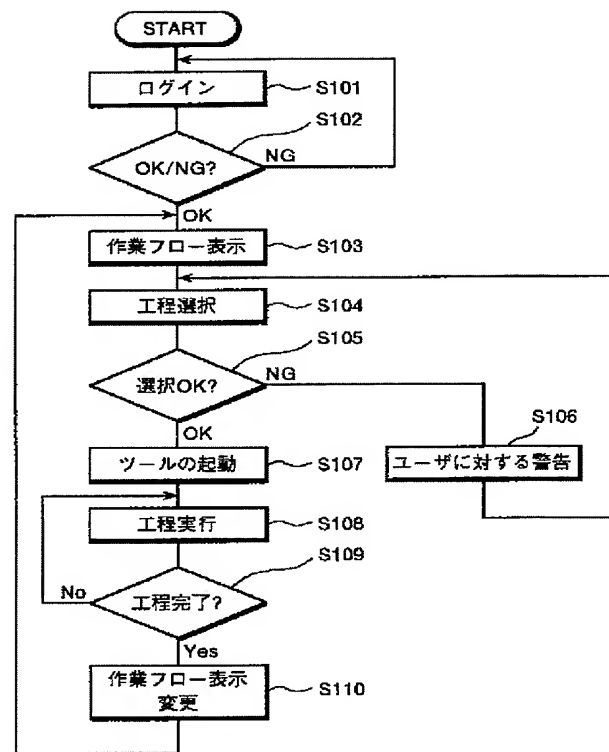 START
ログイン
S101
S102
OK/NG?
NG
OK
作業フロー表示
S103
工程選択
S104
S105
選択OK?
NG
OK
S106
ユーザに対する警告
ツールの起動
S107
工程実行
S108
S109
工程完了?
No
Yes
作業フロー表示
変更
S110